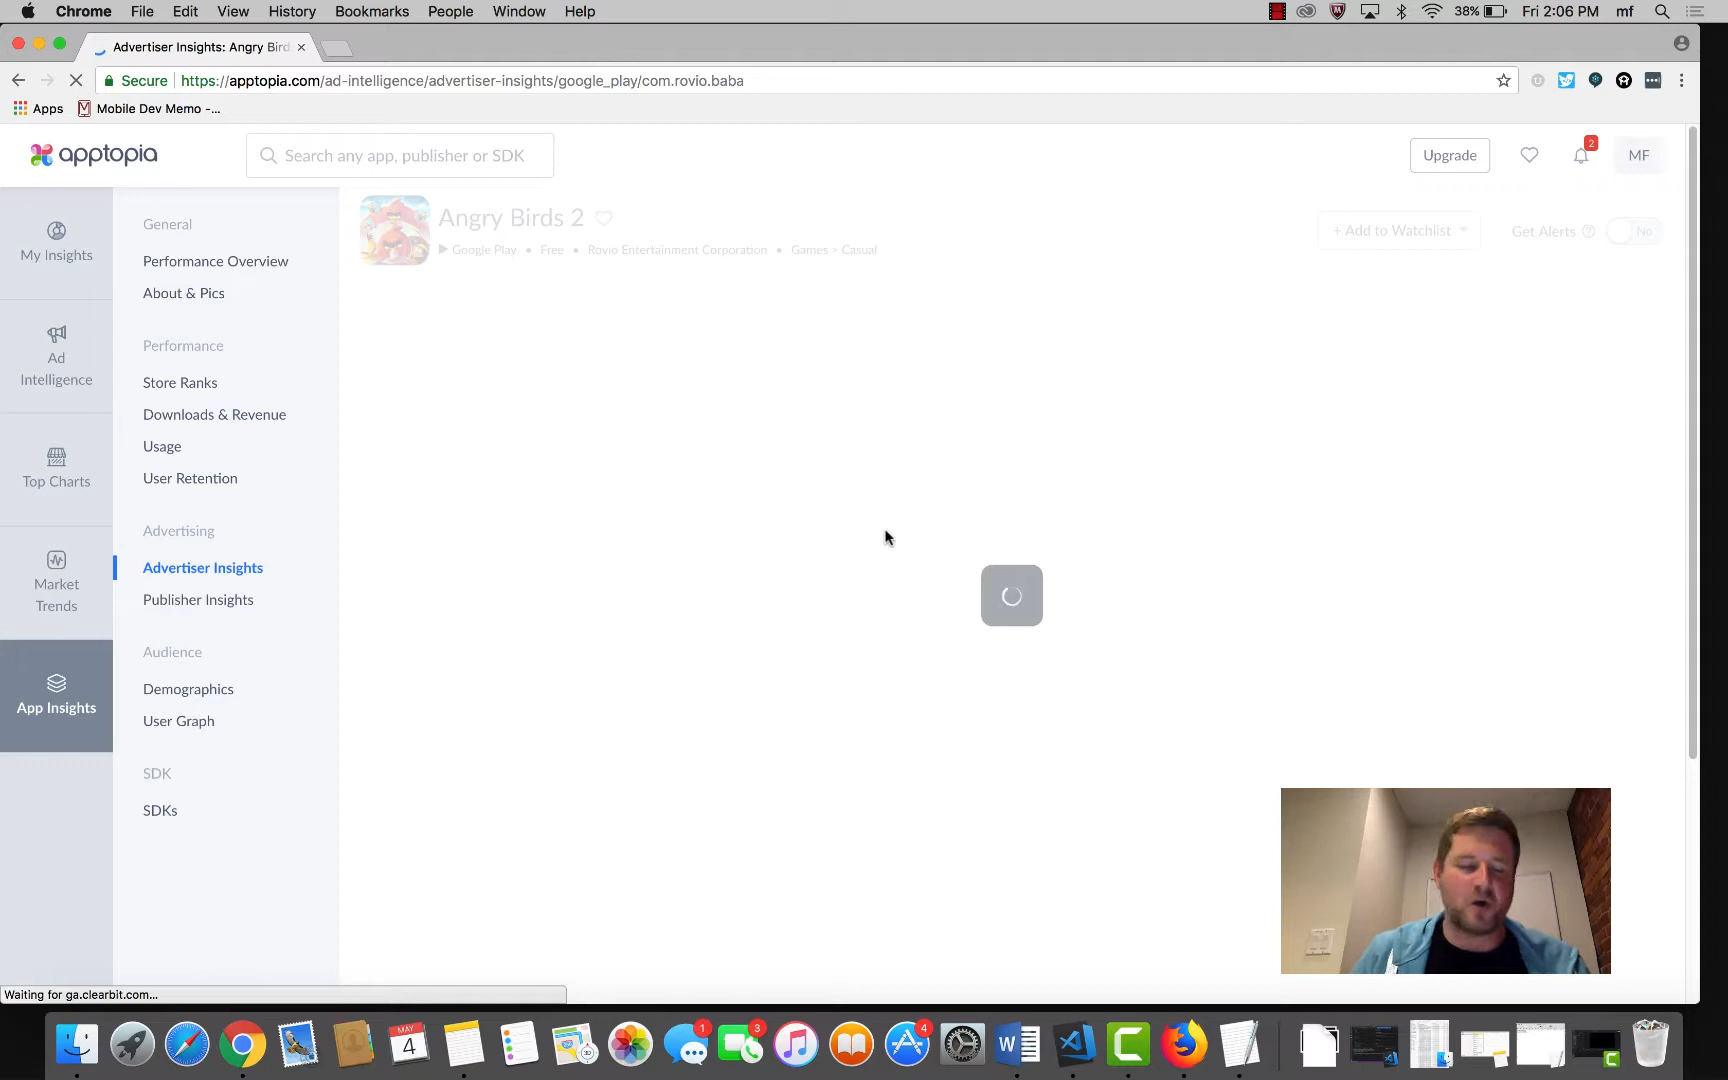 Chrome File Edit View History Bookmarks People Window Help 38% Fri 2:06 PM mf
Advertiser Insights: Angry Bird
Secure https://apptopia.com/ad-intelligence/advertiser-insights/google_play/com.rovio.baba
Apps Mobile Dev Memo -...
apptopia Search any app, publisher or SDK Upgrade 2 MF
My Insights
Ad
Intelligence
Top Charts
Market
Trends
App Insights
General
Performance Overview
About & Pics
Performance
Store Ranks
Downloads & Revenue
Usage
User Retention
Advertising
Advertiser Insights
Publisher Insights
Audience
Demographics
User Graph
SDK
SDKs
Angry Birds 2
Google Play • Free • Rovio Entertainment Corporation • Games > Casual
+ Add to Watchlist Get Alerts ? No
Waiting for ga.clearbit.com...
MAY
4
3D
1
3
4